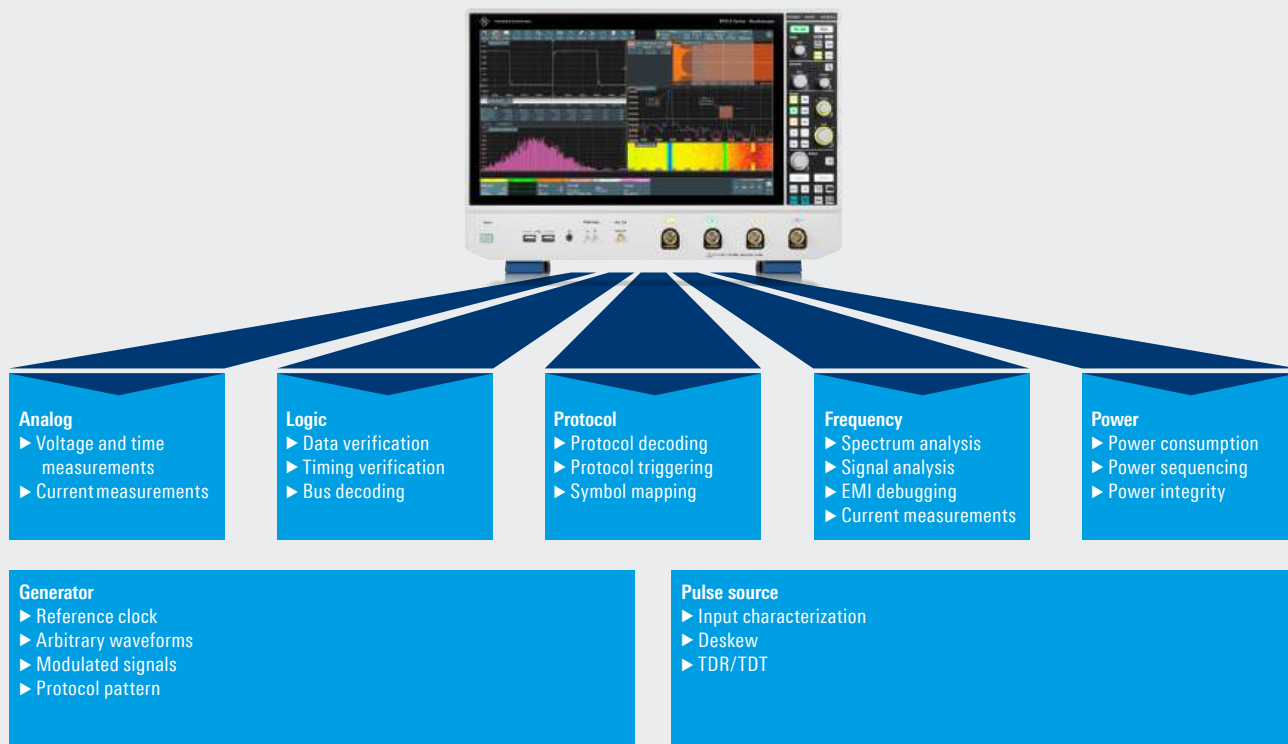 Analog
▶ Voltage and time
measurements
▶ Current measurements
Logic
▶ Data verification
▶ Timing verification
▶ Bus decoding
Protocol
▶ Protocol decoding
▶ Protocol triggering
▶ Symbol mapping
Frequency
▶ Spectrum analysis
▶ Signal analysis
▶ EMI debugging
▶ Current measurements
Power
▶ Power consumption
▶ Power sequencing
▶ Power integrity
Generator
▶ Reference clock
▶ Arbitrary waveforms
▶ Modulated signals
▶ Protocol pattern
Pulse source
▶ Input characterization
▶ Deskew
▶ TDR/TDT